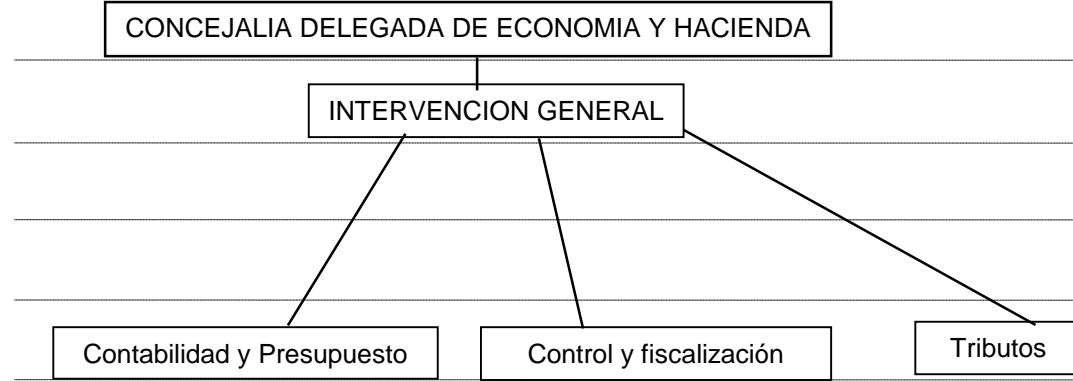 CONCEJALIA DELEGADA DE ECONOMIA Y HACIENDA
INTERVENCION GENERAL
Contabilidad y Presupuesto
Control y fiscalización
Tributos